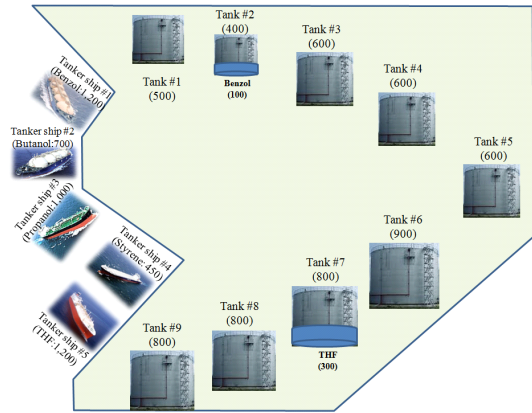 Tank #2
(400)
Benzol
(100)
Tank #3
(600)
Tank #1
(500)
Tank #4
(600)
Tank #5
(600)
Tank #6
(900)
Tank #7
(800)
THF
(300)
Tank #8
(800)
Tank #9
(800)
Tanker ship #1
(Benzol:1,200)
Tanker ship #2
(Butanol:700)
Tanker ship #3
(Propanol:1,000)
Tanker ship #4
(Styrene: 450)
Tanker ship #5
(THF:1,200)